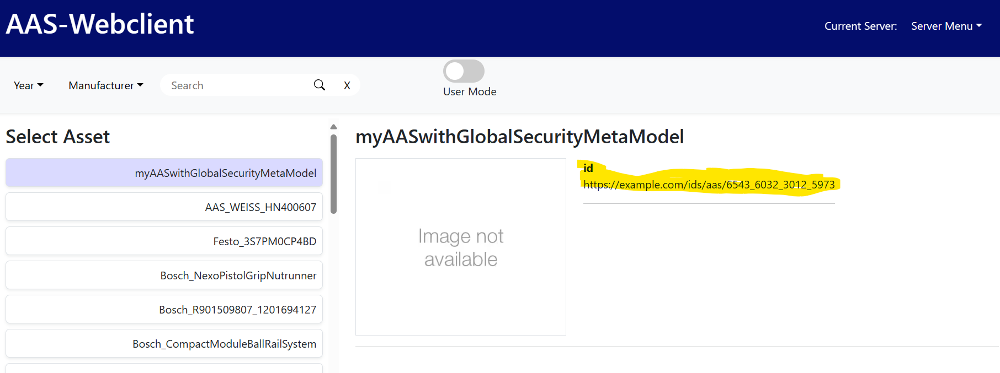 AAS-Webclient
Current Server:
Server Menu
Year
Manufacturer
Search
X
User Mode
Select Asset
myAASwithGlobalSecurityMetaModel
AAS_WEISS_HN400607
Festo_3S7PM0CP4BD
Bosch_NexoPistolGripNutrunner
Bosch_R901509807_1201694127
Bosch_CompactModuleBallRailSystem
myAASwithGlobalSecurityMetaModel
Image not
available
id
https://example.com/ids/aas/6543_6032_3012_5973